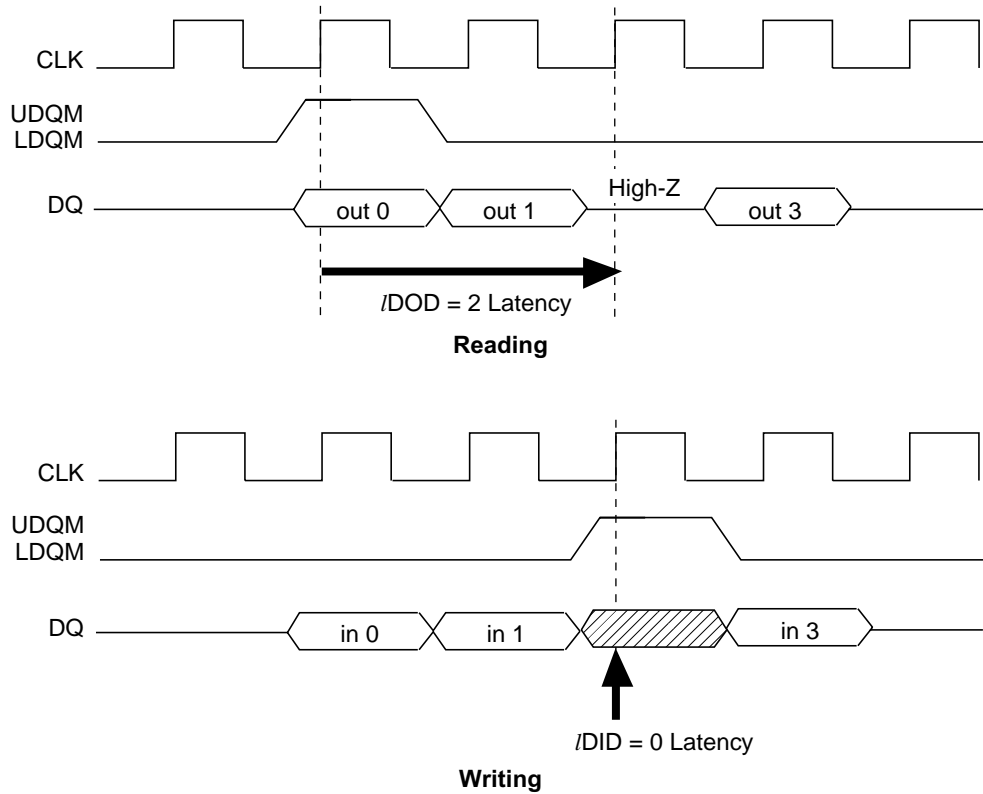 CLK
UDQM
LDQM
DQ out 0 out 1 High-Z out 3
lDOD = 2 Latency
Reading
CLK
UDQM
LDQM
DQ in 0 in 1 in 3
lDID = 0 Latency
Writing